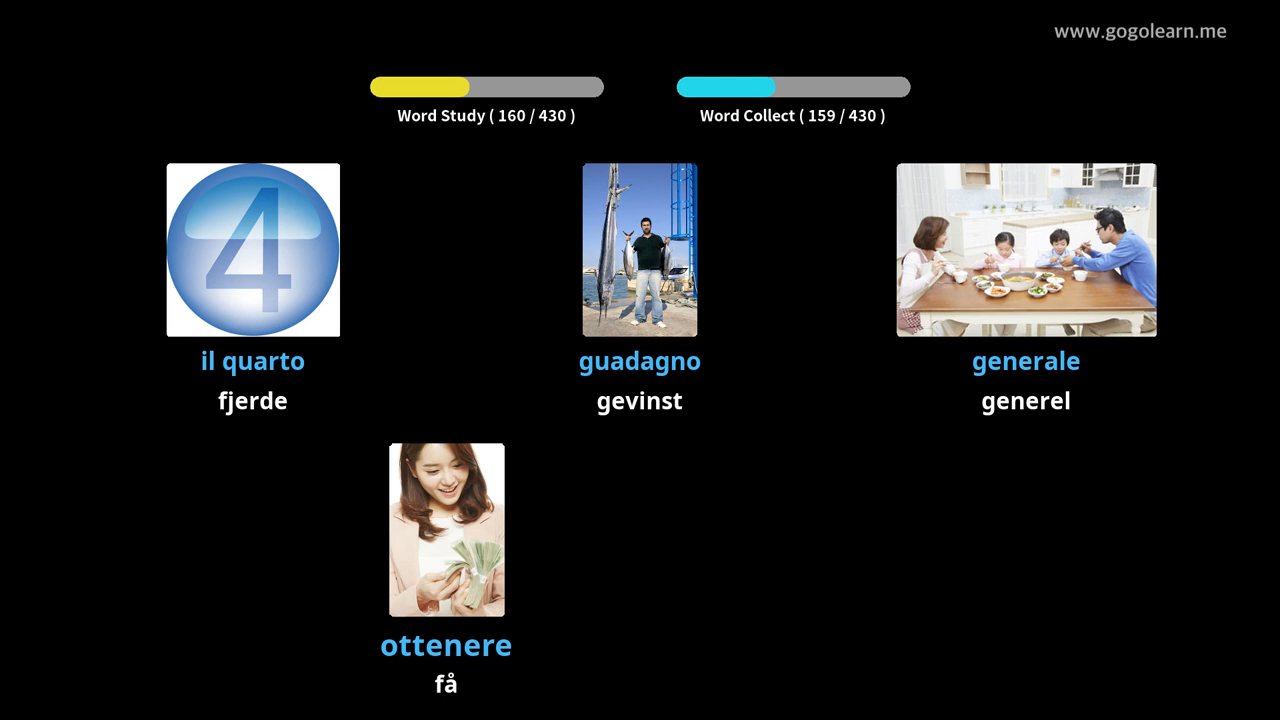 www.gogolearn.me
Word Study ( 160 / 430 )
Word Collect ( 159 / 430 )
4
il quarto
fjerde
guadagno
gevinst
generale
generel
ottenere
få